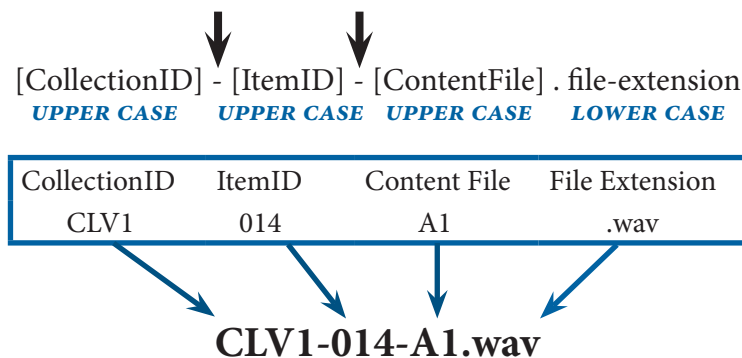 [CollectionID] - [ItemID] - [ContentFile] . file-extension
UPPER CASE UPPER CASE UPPER CASE LOWER CASE
CollectionID ItemID Content File File Extension
CLV1 014 A1 .wav
CLV1-014-A1.wav